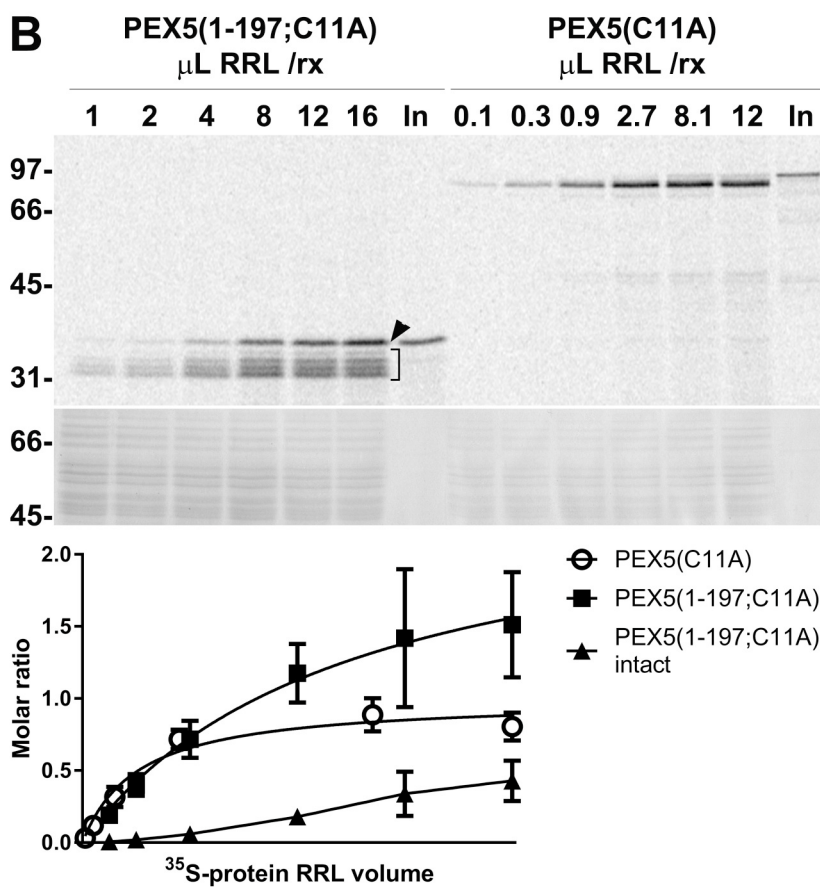 B
PEX5(1-197;C11A)
μL RRL /rx
PEX5(C11A)
μL RRL /rx
1 2 4 8 12 16 In
0.1 0.3 0.9 2.7 8.1 12 In
97-
66-
45-
31-
66-
45-
2.0
1.5
1.0
0.5
0.0
Molar ratio
³⁵S-protein RRL volume
PEX5(C11A)
PEX5(1-197;C11A)
PEX5(1-197;C11A)
intact